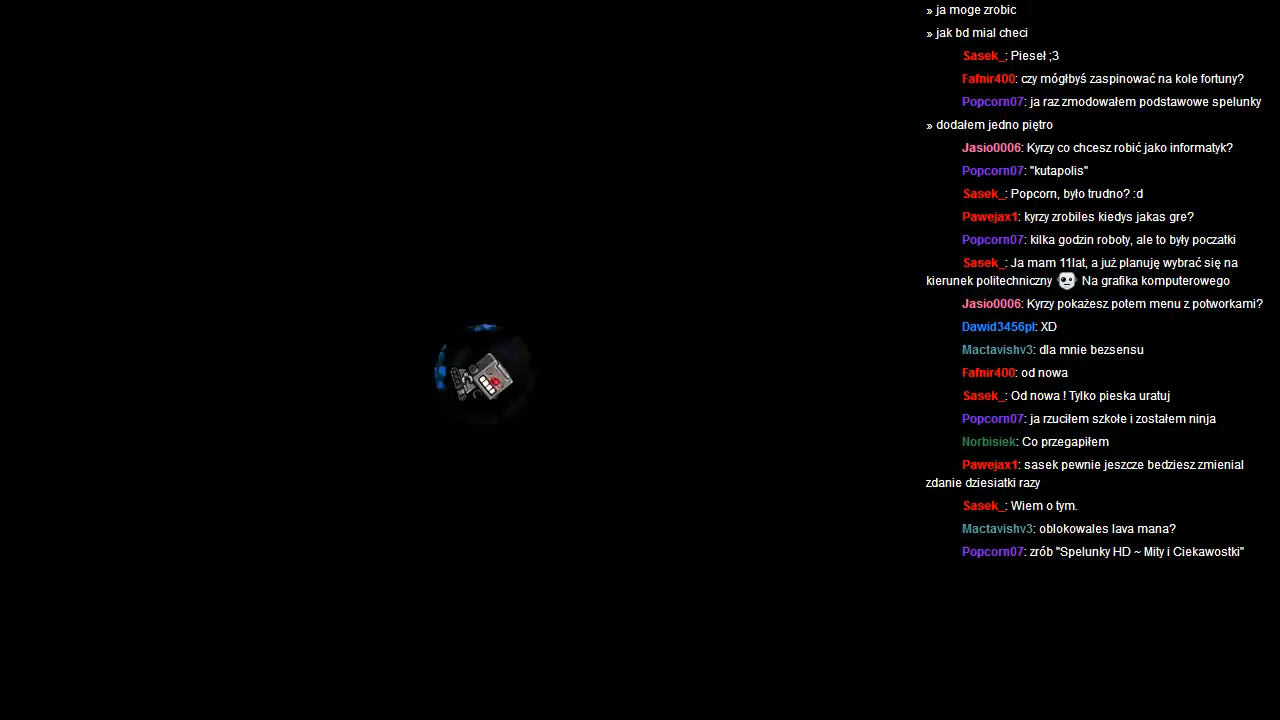 » ja moge zrobic
» jak bd mial checi
Sasek_: Pieseł ;3
Fafnir400: czy mógłbyś zaspinować na kole fortuny?
Popcorn07: ja raz zmodowałem podstawowe spelunky
» dodałem jedno piętro
Jasio0006: Kyrzy co chcesz robić jako informatyk?
Popcorn07: "kutapolis"
Sasek_: Popcorn, było trudno? :d
Pawejax1: kyrzy zrobiles kiedys jakas gre?
Popcorn07: kilka godzin roboty, ale to były poczatki
Sasek_: Ja mam 11lat, a już planuję wybrać się na
kierunek politechniczny Na grafika komputerowego
Jasio0006: Kyrzy pokażesz potem menu z potworkami?
Dawid3456pl: XD
Mactavishv3: dla mnie bezsensu
Fafnir400: od nowa
Sasek_: Od nowa ! Tylko pieska uratuj
Popcorn07: ja rzuciłem szkołe i zostałem ninja
Norbisiek: Co przegapiłem
Pawejax1: sasek pewnie jeszcze bedziesz zmienial
zdanie dziesiatki razy
Sasek_: Wiem o tym.
Mactavishv3: oblokowales lava mana?
Popcorn07: zrób "Spelunky HD ~ Mity i Ciekawostki"